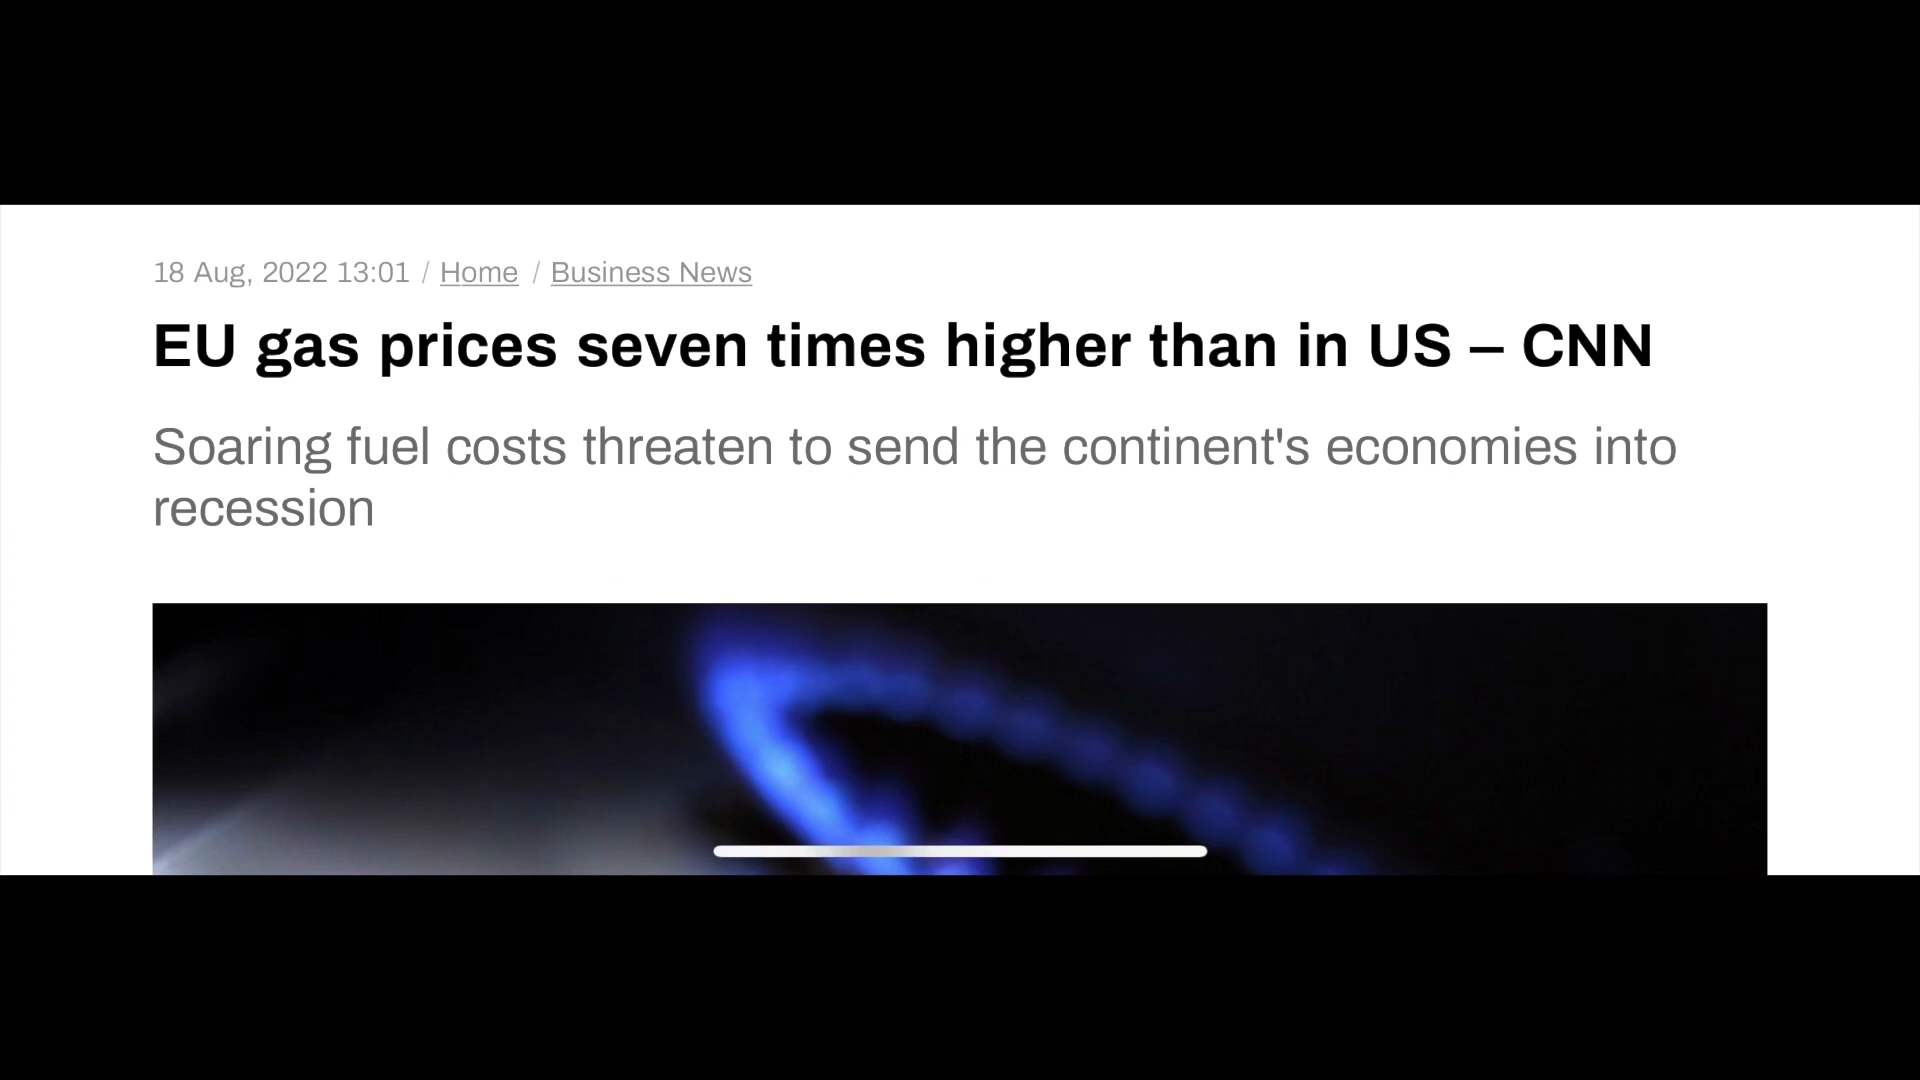 18 Aug, 2022 13:01 / Home / Business News
EU gas prices seven times higher than in US – CNN
Soaring fuel costs threaten to send the continent's economies into
recession